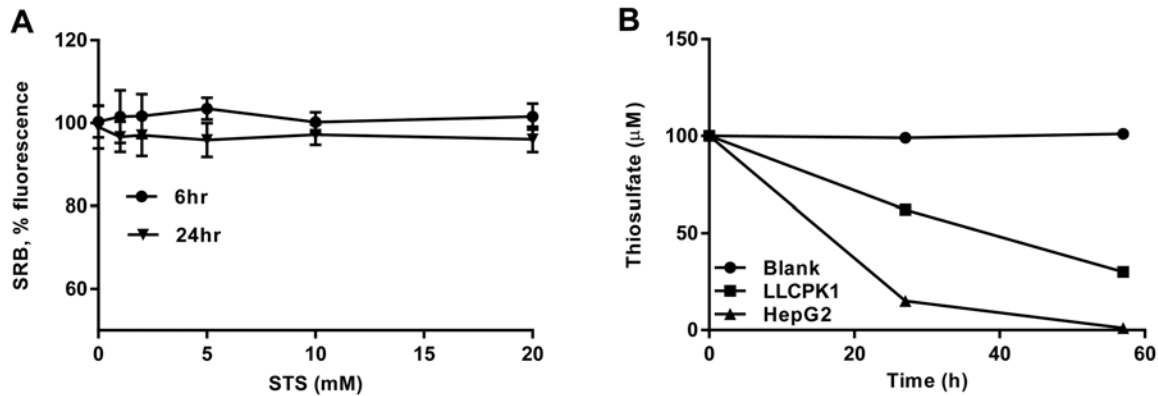 A
120
100
80
60
SRB, % fluorescence
6hr
24hr
0
5
10
15
20
STS (mM)
B
150
100
50
0
Thiosulfate (μM)
Blank
LLCPK1
HepG2
0
20
40
60
Time (h)